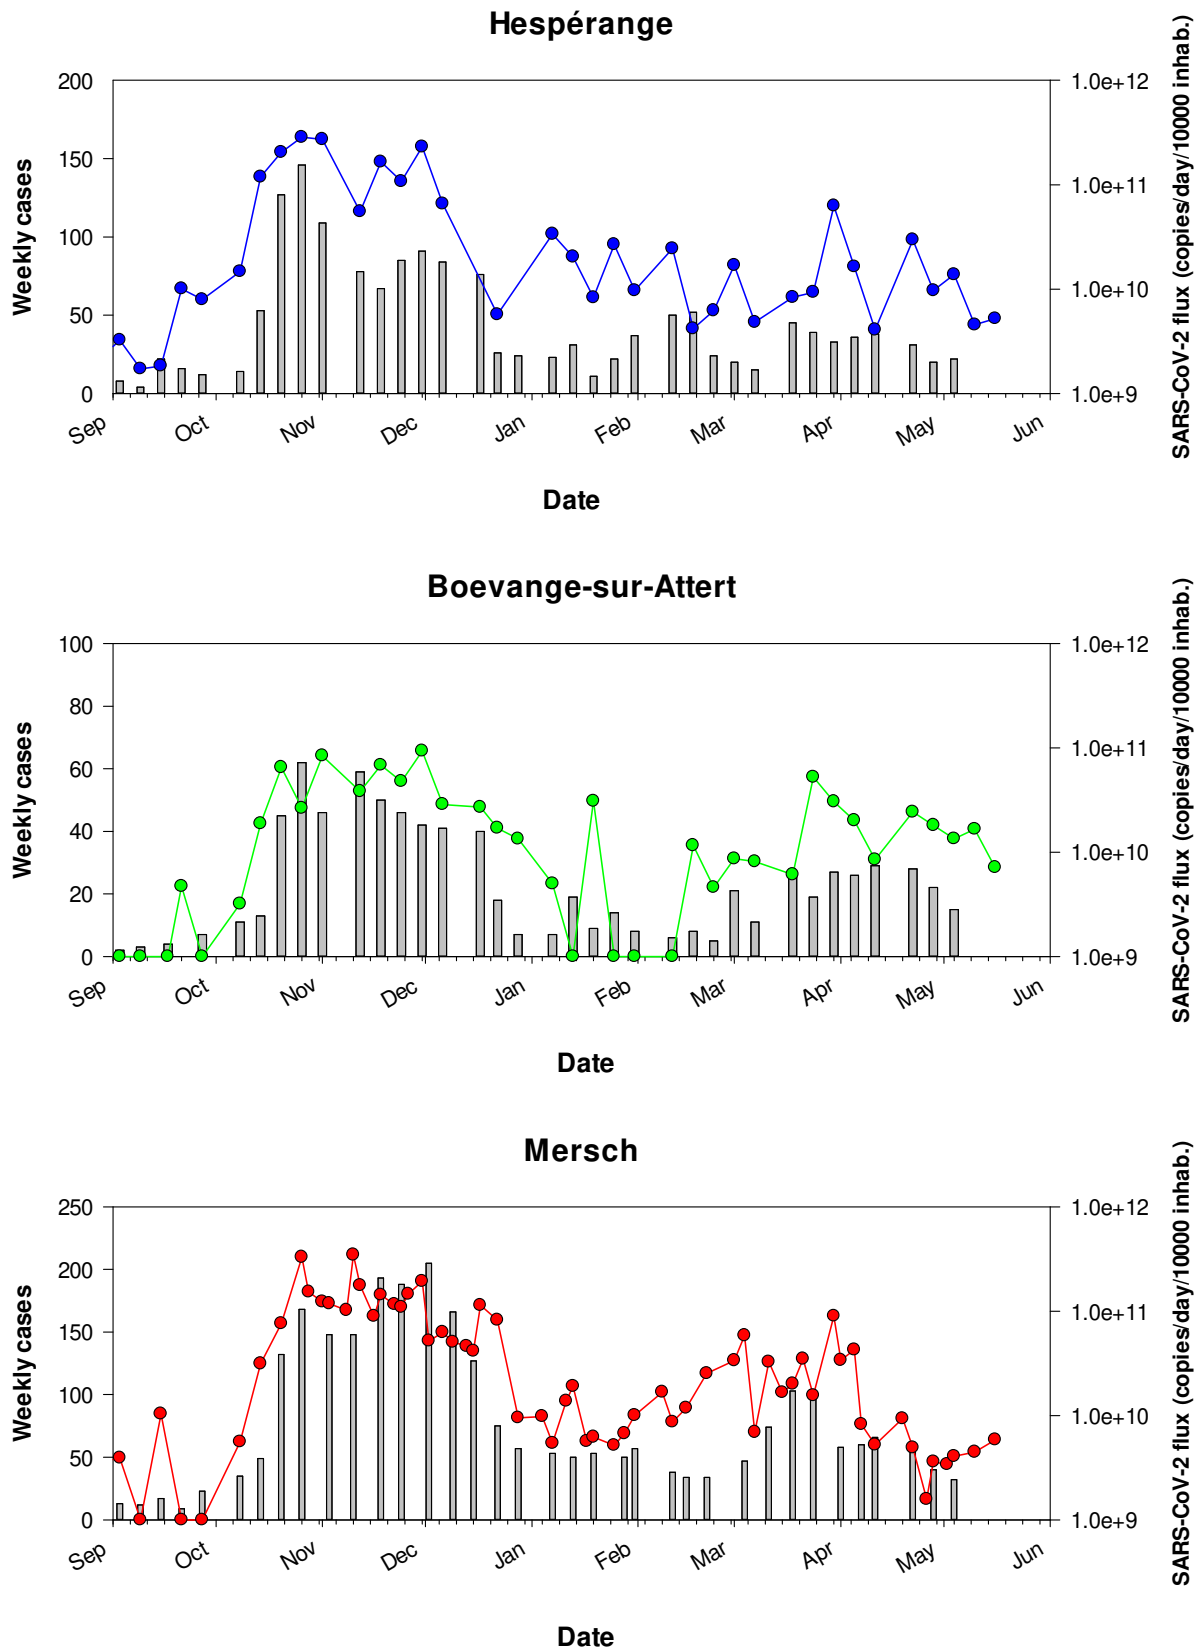 Hespérange
Weekly cases
SARS-CoV-2 flux (copies/day/10000 inhab.)
200
150
100
50
0
1.0e+12
1.0e+11
1.0e+10
1.0e+9
Sep Oct Nov Dec Jan Feb Mar Apr May Jun
Date
Boevange-sur-Attert
Weekly cases
SARS-CoV-2 flux (copies/day/10000 inhab.)
100
80
60
40
20
0
1.0e+12
1.0e+11
1.0e+10
1.0e+9
Sep Oct Nov Dec Jan Feb Mar Apr May Jun
Date
Mersch
Weekly cases
SARS-CoV-2 flux (copies/day/10000 inhab.)
250
200
150
100
50
0
1.0e+12
1.0e+11
1.0e+10
1.0e+9
Sep Oct Nov Dec Jan Feb Mar Apr May Jun
Date